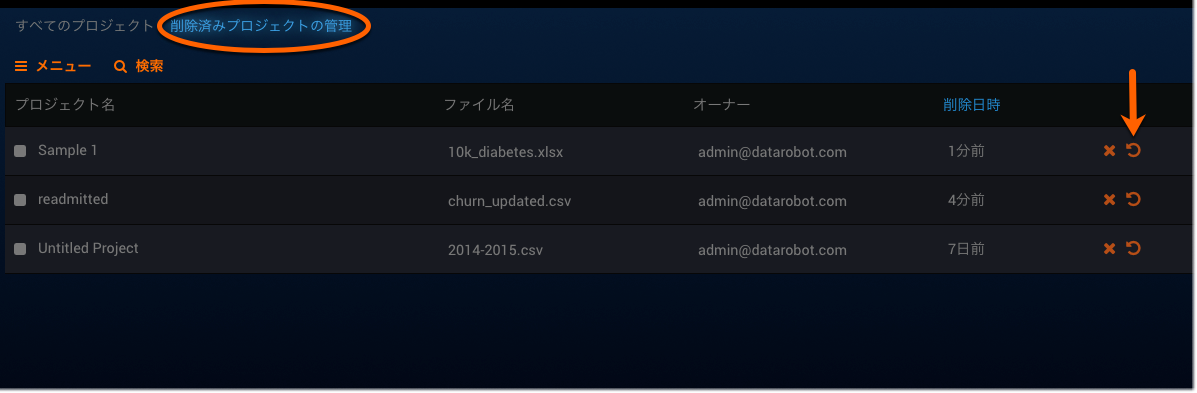 すべてのプロジェクト 削除済みプロジェクトの管理
メニュー 検索
プロジェクト名 ファイル名 オーナー 削除日時
Sample 1 10k_diabetes.xlsx admin@datarobot.com 1分前
readmitted churn_updated.csv admin@datarobot.com 4分前
Untitled Project 2014-2015.csv admin@datarobot.com 7日前